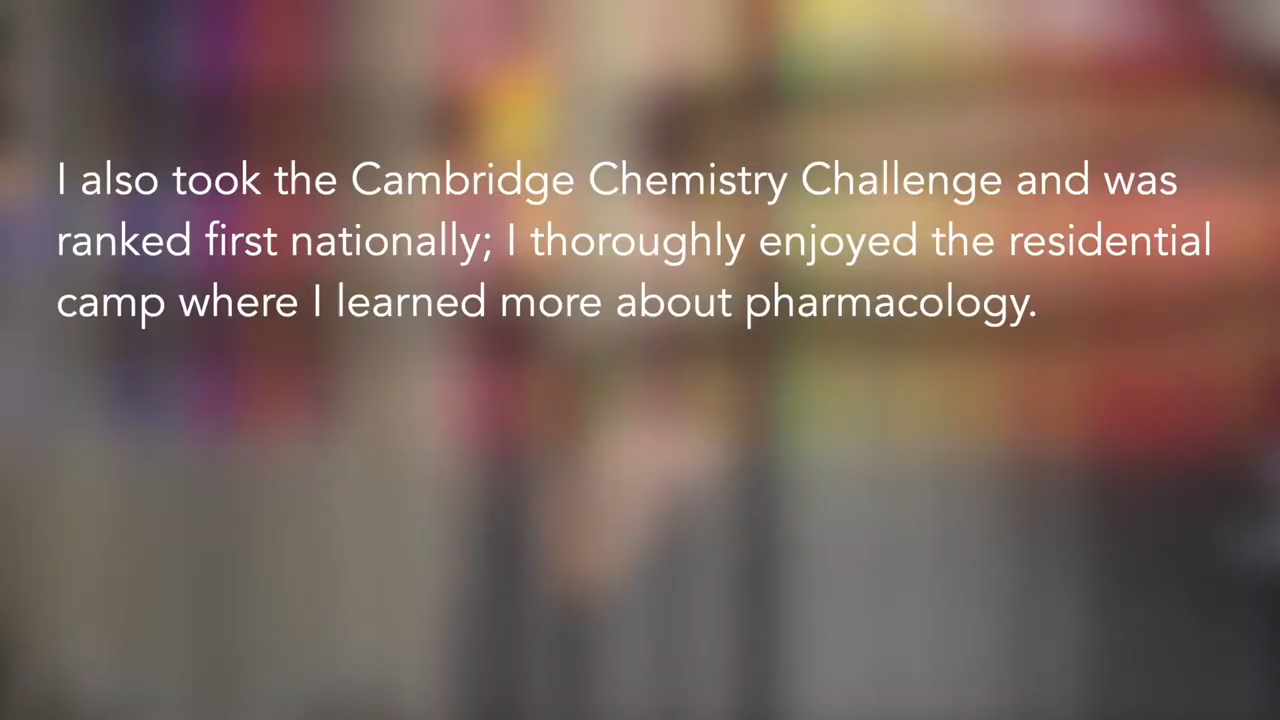 I also took the Cambridge Chemistry Challenge and was
ranked first nationally; I thoroughly enjoyed the residential
camp where I learned more about pharmacology.